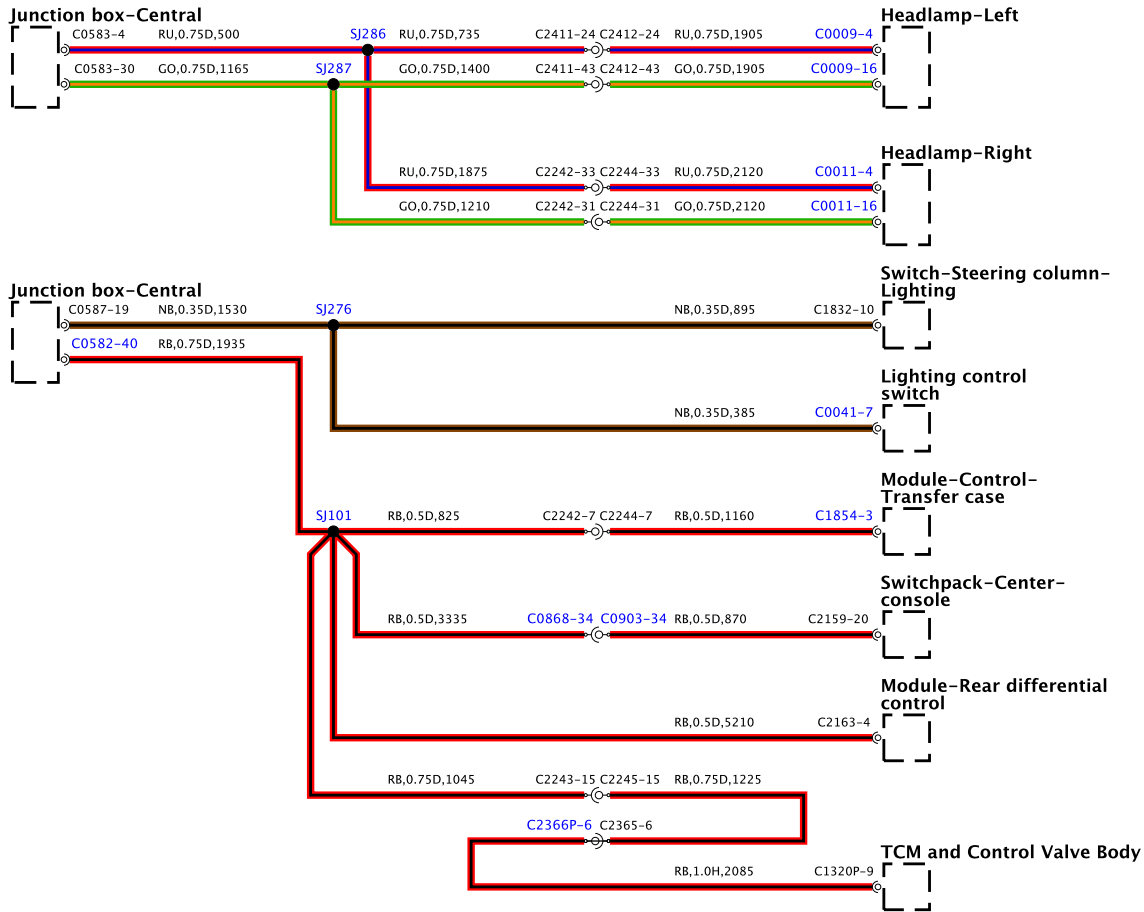 Junction box-Central
Headlamp-Left
C0583-4 RU,0.75D,500 SJ286 RU,0.75D,735 C2411-24 C2412-24 RU,0.75D,1905 C0009-4
C0583-30 GO,0.75D,1165 SJ287 GO,0.75D,1400 C2411-43 C2412-43 GO,0.75D,1905 C0009-16
Headlamp-Right
RU,0.75D,1875 C2242-33 C2244-33 RU,0.75D,2120 C0011-4
GO,0.75D,1210 C2242-31 C2244-31 GO,0.75D,2120 C0011-16
Switch-Steering column-
Lighting
Junction box-Central
C0587-19 NB,0.35D,1530 SJ276 NB,0.35D,895 C1832-10
C0582-40 RB,0.75D,1935
Lighting control
switch
NB,0.35D,385 C0041-7
Module-Control-
Transfer case
SJ101 RB,0.5D,825 C2242-7 C2244-7 RB,0.5D,1160 C1854-3
Switchpack-Center-
console
RB,0.5D,3335 C0868-34 C0903-34 RB,0.5D,870 C2159-20
Module-Rear differential
control
RB,0.5D,5210 C2163-4
RB,0.75D,1045 C2243-15 C2245-15 RB,0.75D,1225
C2366P-6 C2365-6
TCM and Control Valve Body
RB,1.0H,2085 C1320P-9